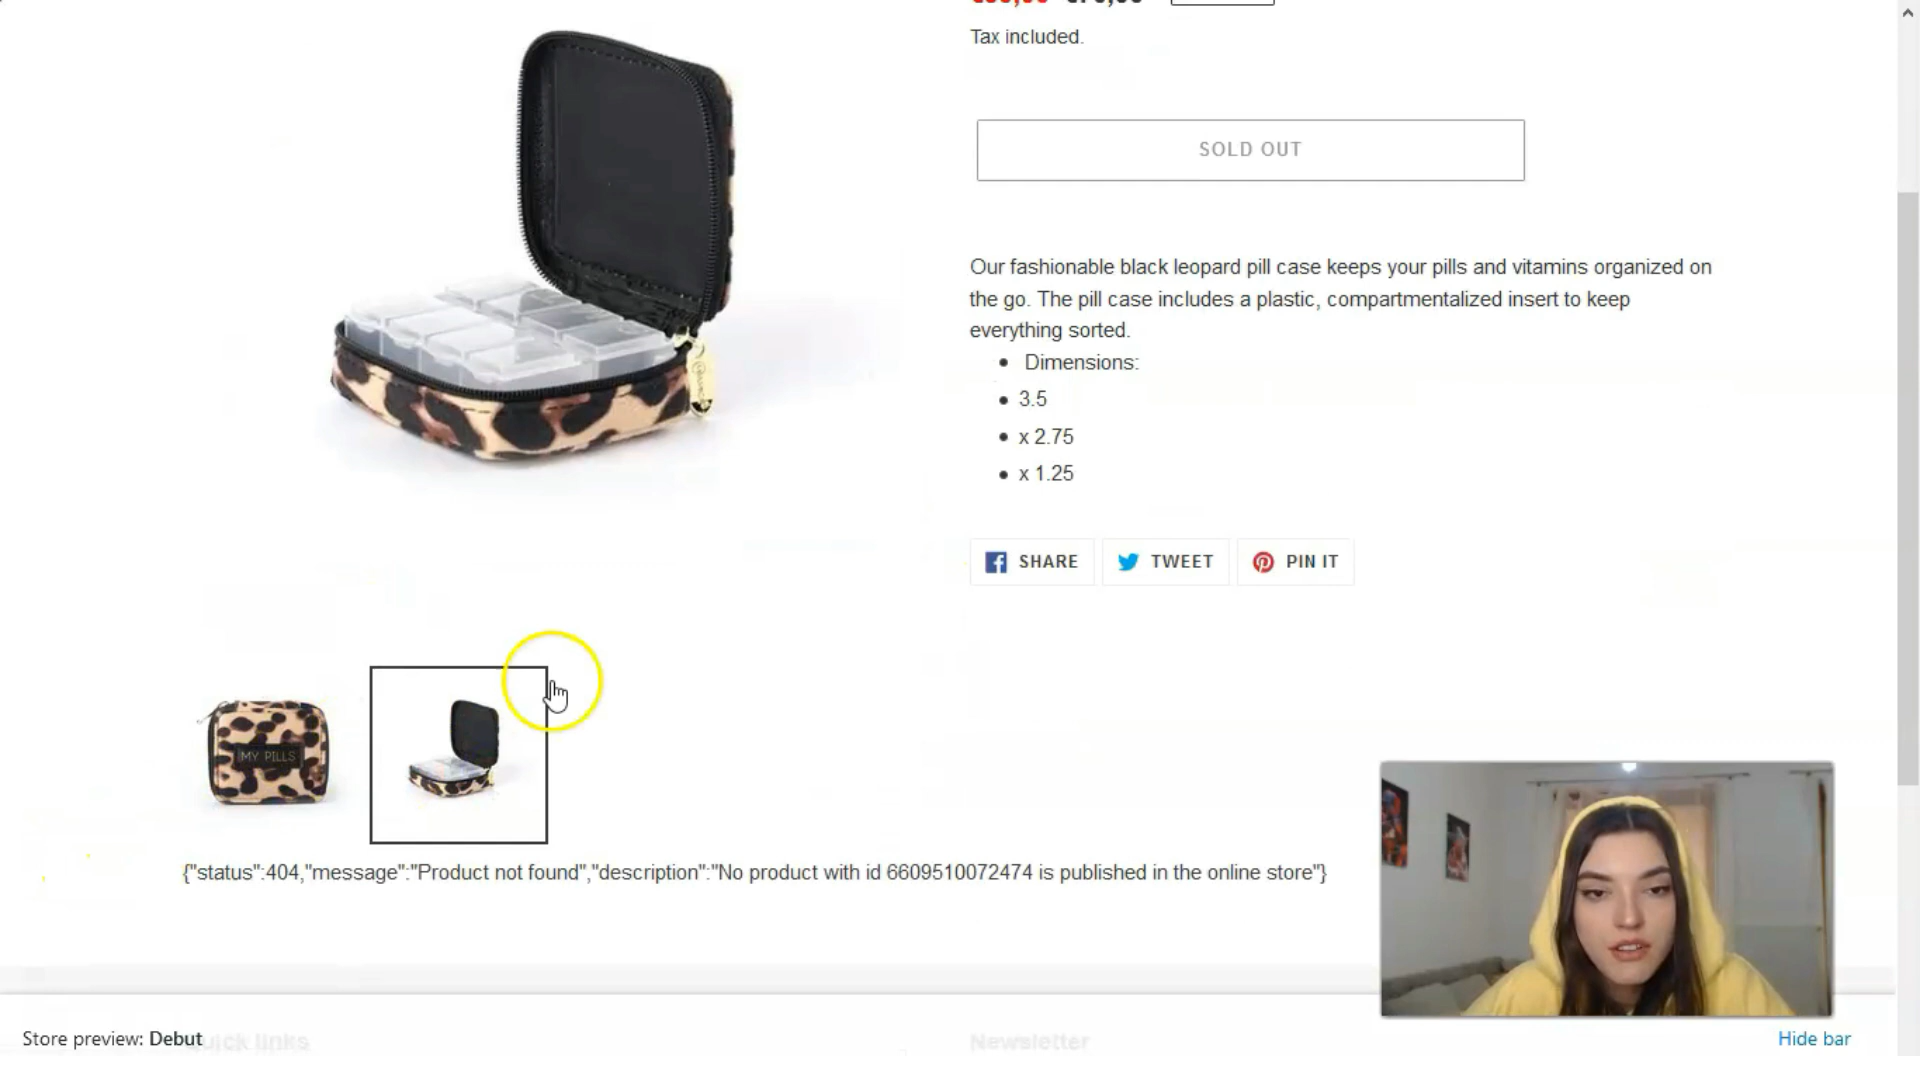 Tax included.
SOLD OUT
Our fashionable black leopard pill case keeps your pills and vitamins organized on
the go. The pill case includes a plastic, compartmentalized insert to keep
everything sorted.
Dimensions:
3.5
x 2.75
x 1.25
SHARE
TWEET
PIN IT
MY PILLS
{"status":404,"message":"Product not found","description":"No product with id 6609510072474 is published in the online store"}
Store preview: Debut
Quick links
Newsletter
Hide bar